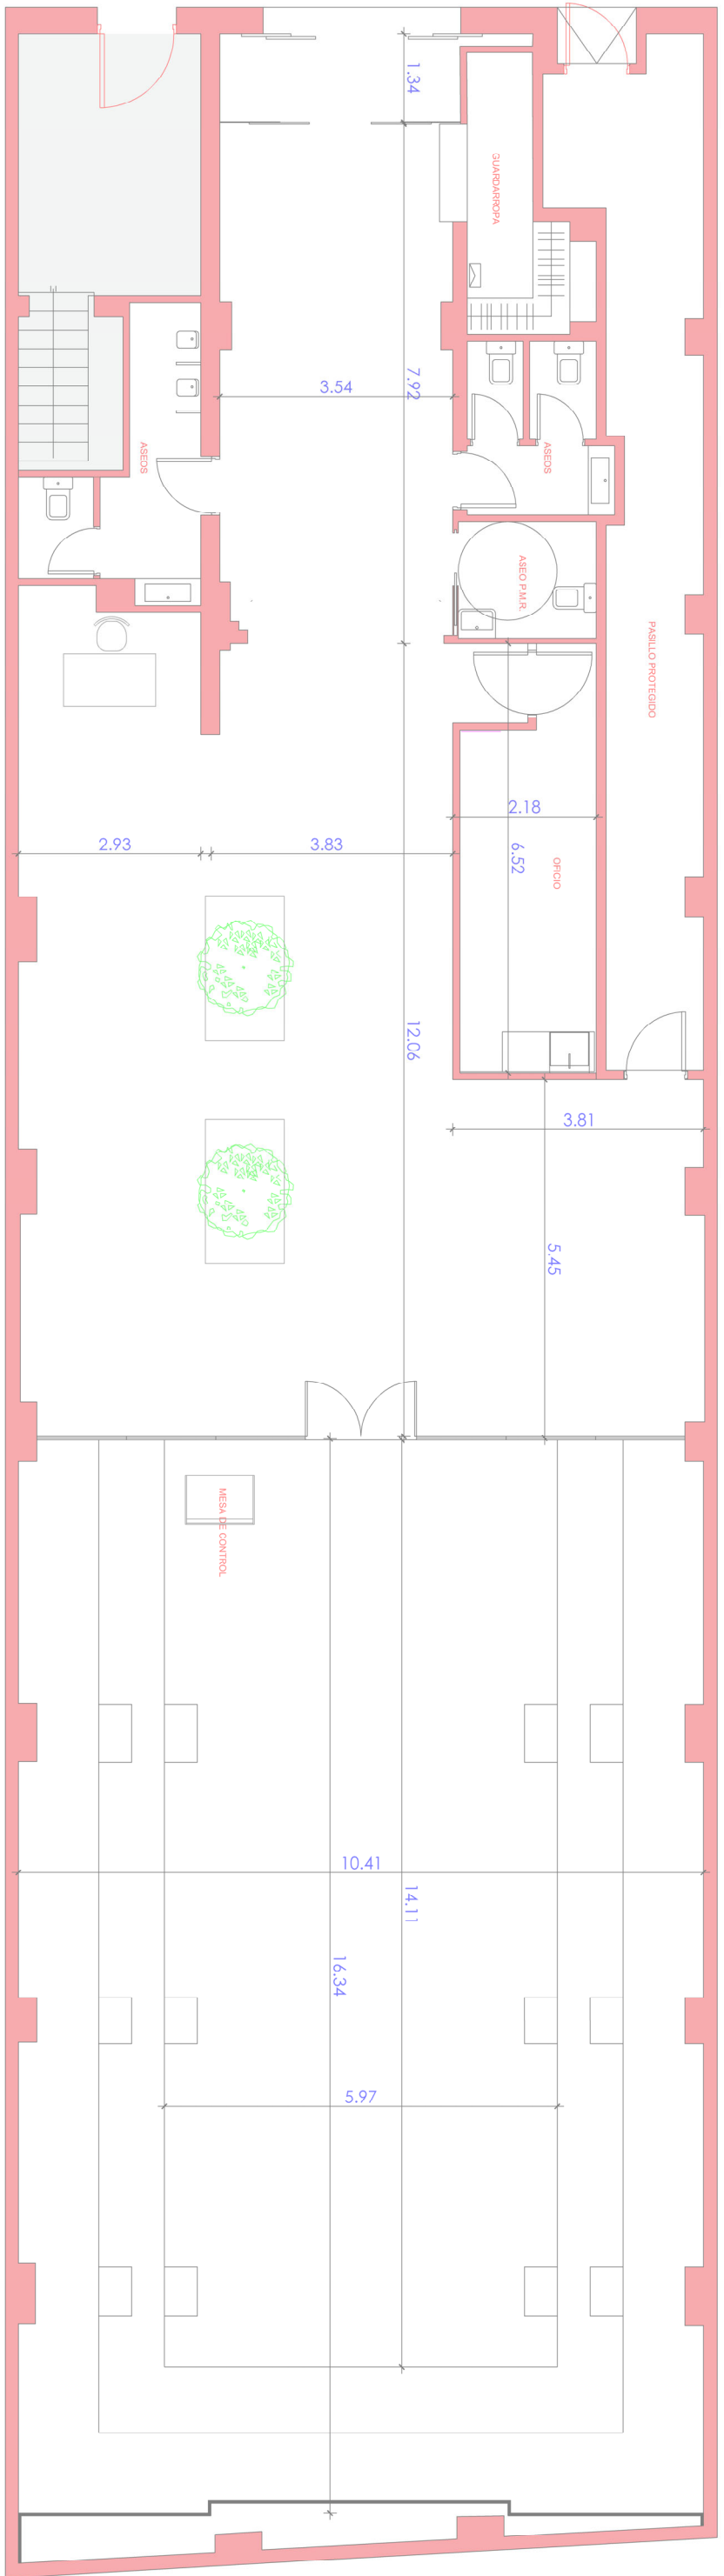 1.34
GUARDARROPA
3.54
7.92
ASEOS
ASEOS
ASEO P.M.R.
PASILLO PROTEGIDO
2.93
3.83
2.18
6.52
OFICIO
12.06
3.81
5.45
MESA DE CONTROL
10.41
14.11
16.34
5.97